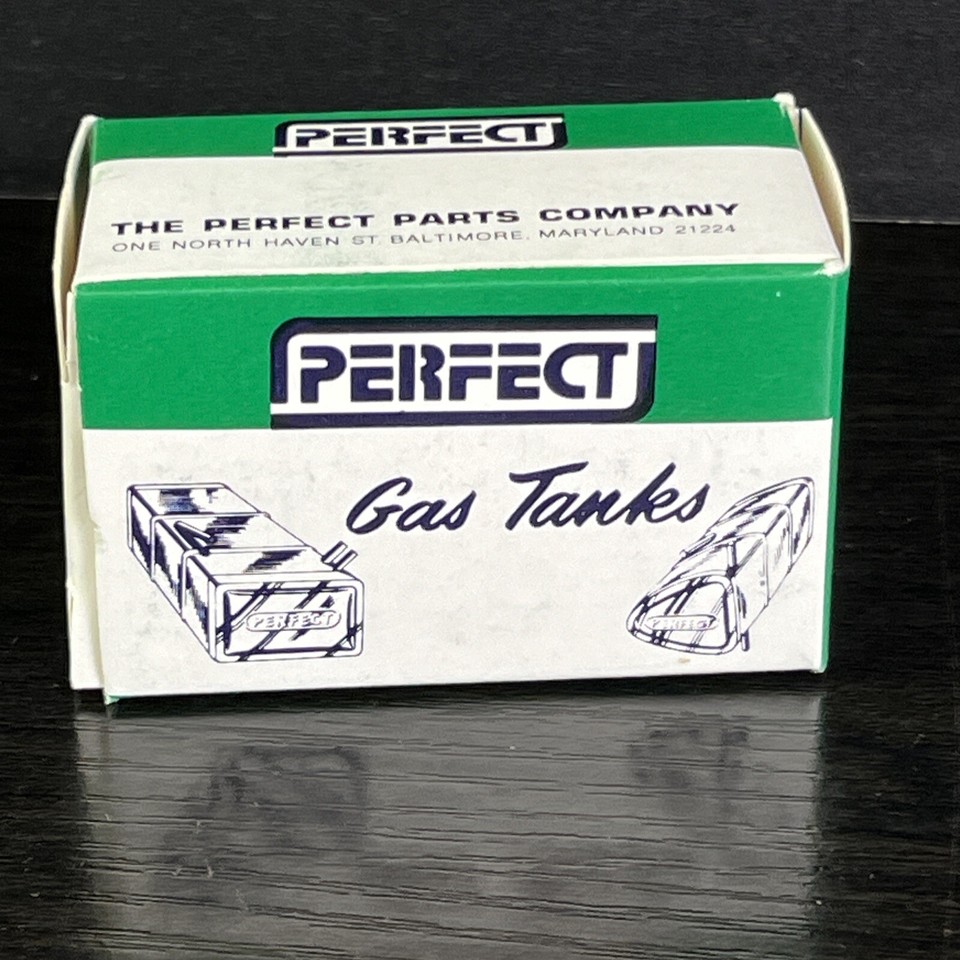 PERFECT
THE PERFECT PARTS COMPANY
ONE NORTH HAVEN ST. BALTIMORE, MARYLAND 21224
PERFECT
Gas Tanks
PERFECT
PERFECT